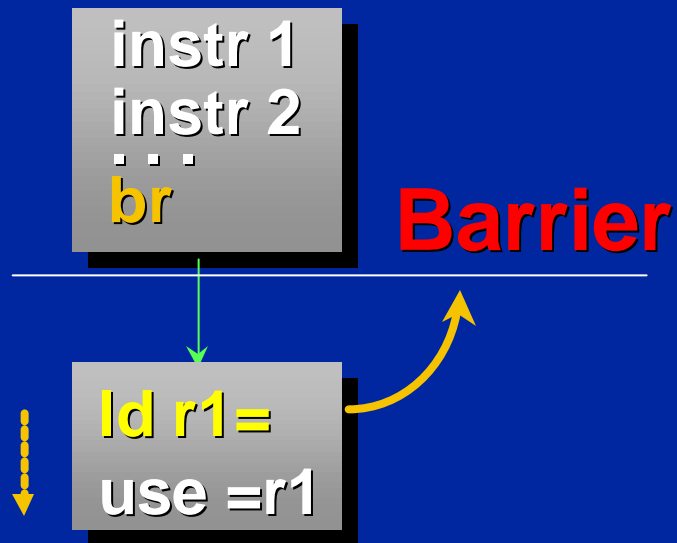 instr 1
instr 2
. . .
br
Barrier
ld r1=
use =r1